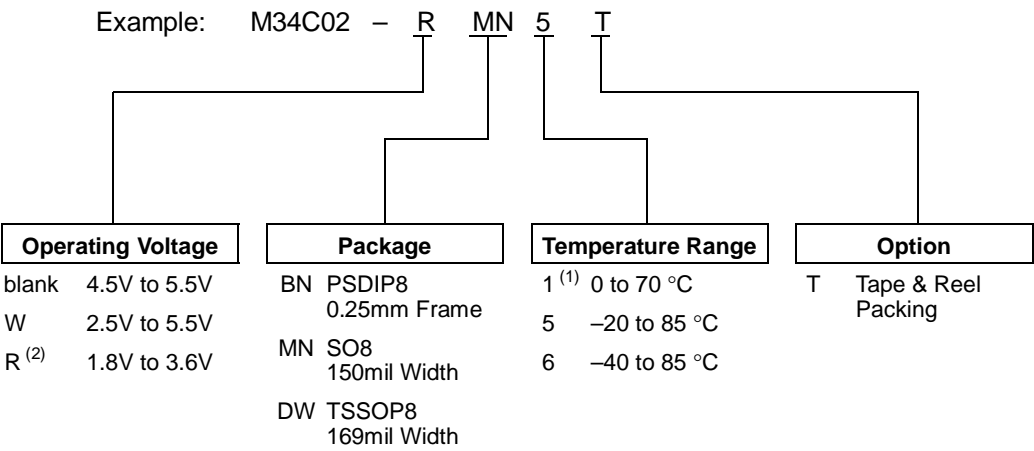 Example: M34C02 – R MN 5 T
Operating Voltage
blank 4.5V to 5.5V
W 2.5V to 5.5V
R (2) 1.8V to 3.6V
Package
BN PSDIP8
0.25mm Frame
MN SO8
150mil Width
DW TSSOP8
169mil Width
Temperature Range
1 (1) 0 to 70 °C
5 –20 to 85 °C
6 –40 to 85 °C
Option
T Tape & Reel
Packing